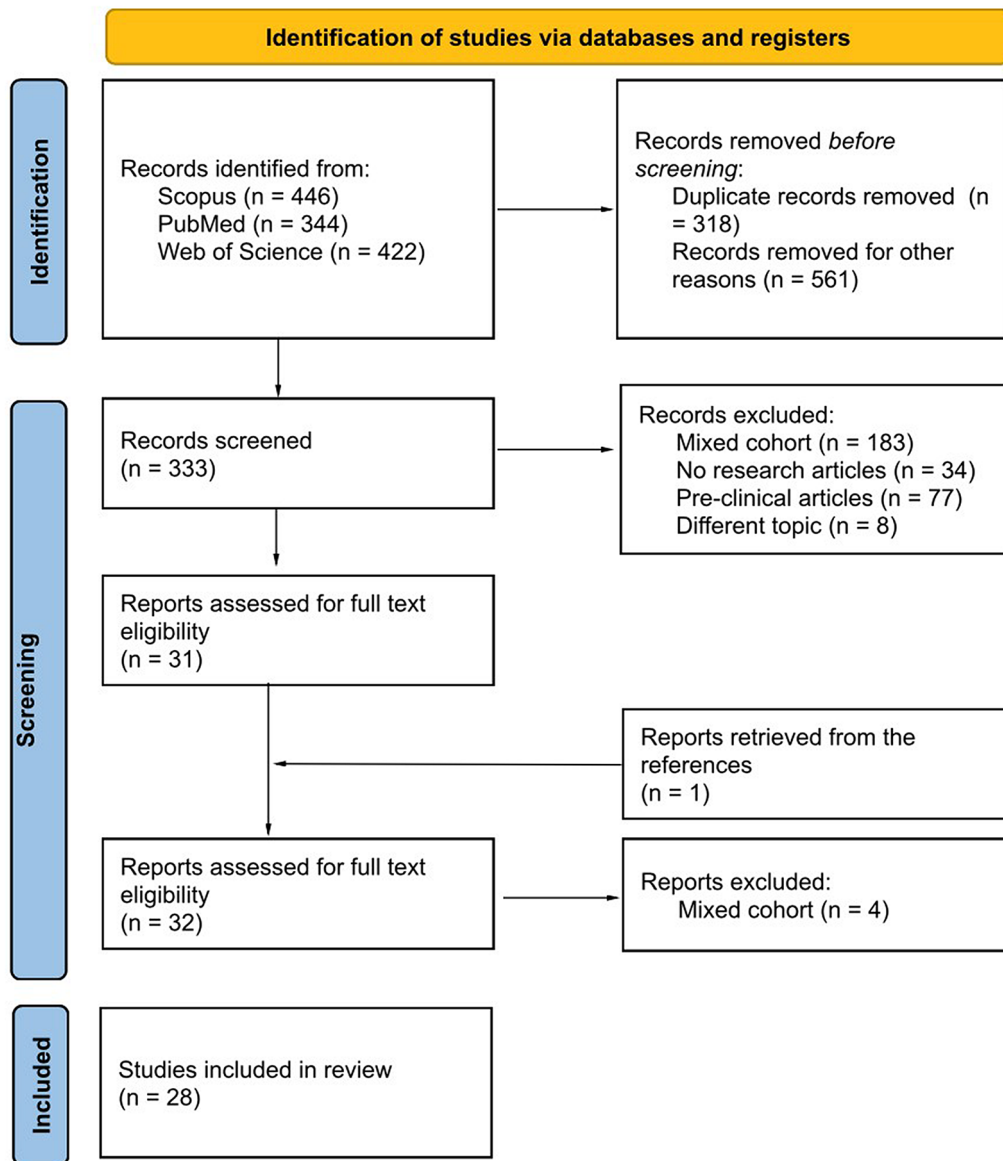 Identification of studies via databases and registers
Identification
Records identified from:
Scopus (n = 446)
PubMed (n = 344)
Web of Science (n = 422)
Records removed before
screening:
Duplicate records removed (n
= 318)
Records removed for other
reasons (n = 561)
Screening
Records screened
(n = 333)
Records excluded:
Mixed cohort (n = 183)
No research articles (n = 34)
Pre-clinical articles (n = 77)
Different topic (n = 8)
Reports assessed for full text
eligibility
(n = 31)
Reports retrieved from the
references
(n = 1)
Reports assessed for full text
eligibility
(n = 32)
Reports excluded:
Mixed cohort (n = 4)
Included
Studies included in review
(n = 28)